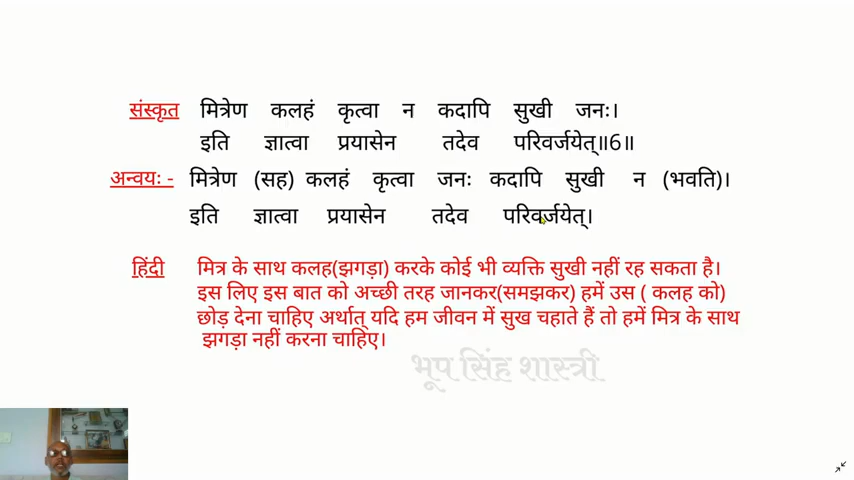 संस्कृत मित्रेण कलहं कृत्वा न कदापि सुखी जनः।
इति ज्ञात्वा प्रयासेन तदेव परिवर्जयेत्॥6॥
अन्वयः - मित्रेण (सह) कलहं कृत्वा जनः कदापि सुखी न (भवति)।
इति ज्ञात्वा प्रयासेन तदेव परिवर्जयेत्।
हिंदी मित्र के साथ कलह(झगड़ा) करके कोई भी व्यक्ति सुखी नहीं रह सकता है।
इस लिए इस बात को अच्छी तरह जानकर(समझकर) हमें उस ( कलह को)
छोड़ देना चाहिए अर्थात् यदि हम जीवन में सुख चहाते हैं तो हमें मित्र के साथ
झगड़ा नहीं करना चाहिए।
भूप सिंह शास्त्री